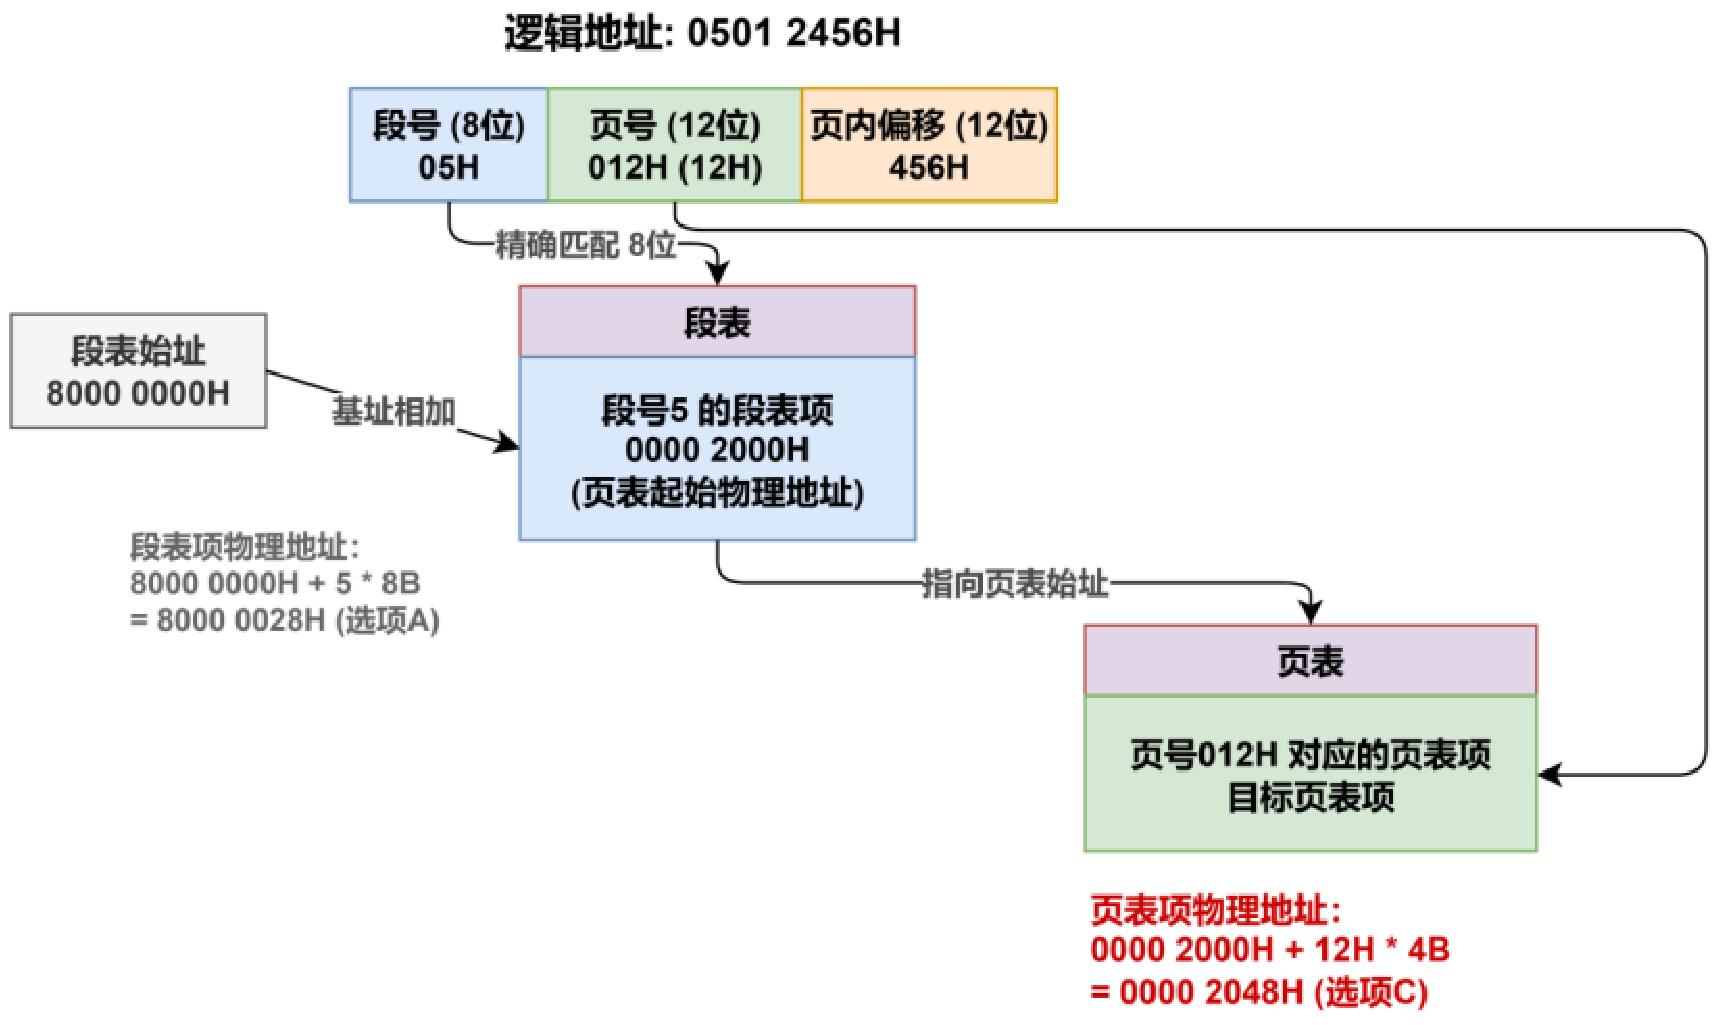 逻辑地址: 0501 2456H
段号 (8位)
05H
页号 (12位)
012H (12H)
页内偏移 (12位)
456H
精确匹配 8位
段表
段表始址
8000 0000H
基址相加
段号5 的段表项
0000 2000H
(页表起始物理地址)
段表项物理地址:
8000 0000H + 5 * 8B
= 8000 0028H (选项A)
指向页表始址
页表
页号012H 对应的页表项
目标页表项
页表项物理地址:
0000 2000H + 12H * 4B
= 0000 2048H (选项C)